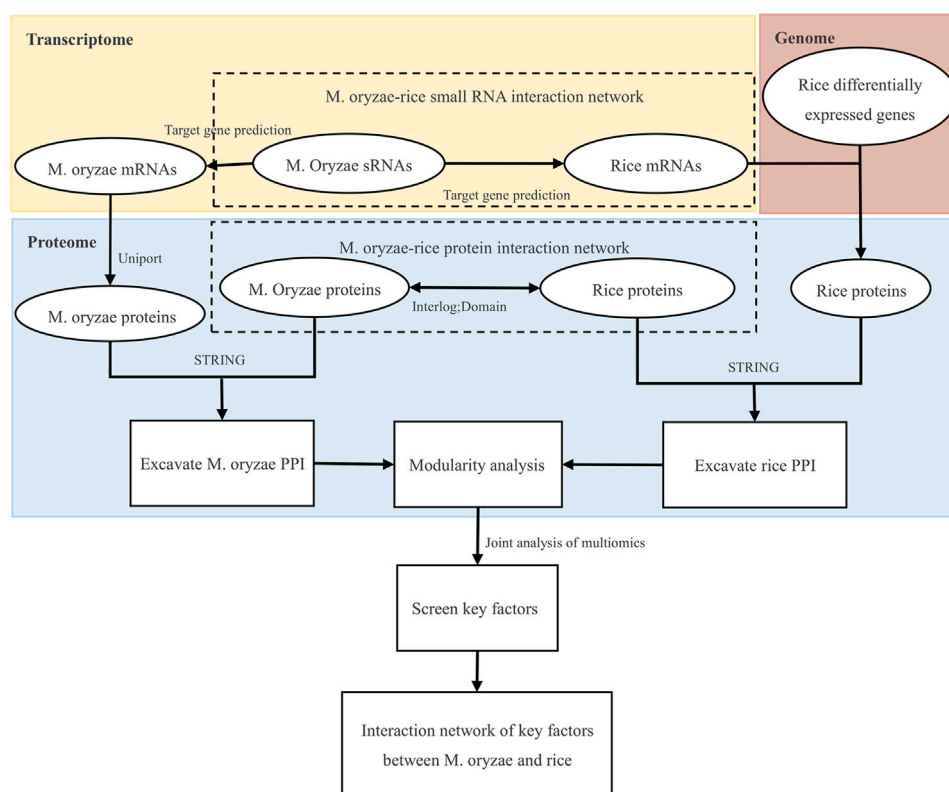 Transcriptome
Genome
M. oryzae-rice small RNA interaction network
Rice differentially
expressed genes
Target gene prediction
M. oryzae mRNAs
M. Oryzae sRNAs
Rice mRNAs
Target gene prediction
Proteome
M. oryzae-rice protein interaction network
Uniport
M. Oryzae proteins
Rice proteins
Rice proteins
Interlog;Domain
M. oryzae proteins
STRING
STRING
Excavate M. oryzae PPI
Modularity analysis
Excavate rice PPI
Joint analysis of multiomics
Screen key factors
Interaction network of key factors
between M. oryzae and rice